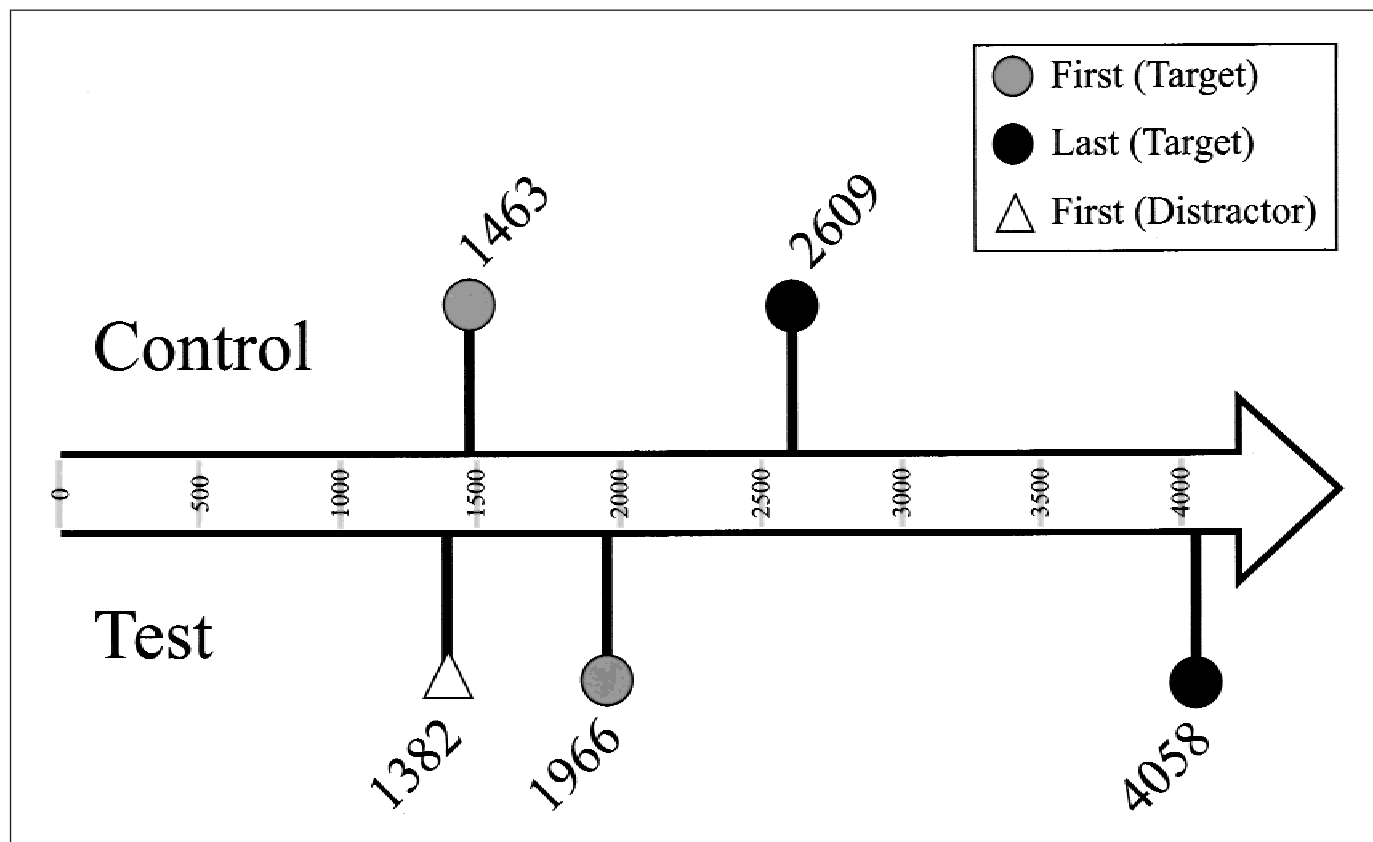 First (Target)
Last (Target)
First (Distractor)
1463
2609
Control
0
500
1000
1500
2000
2500
3000
3500
4000
Test
1382
1966
4058